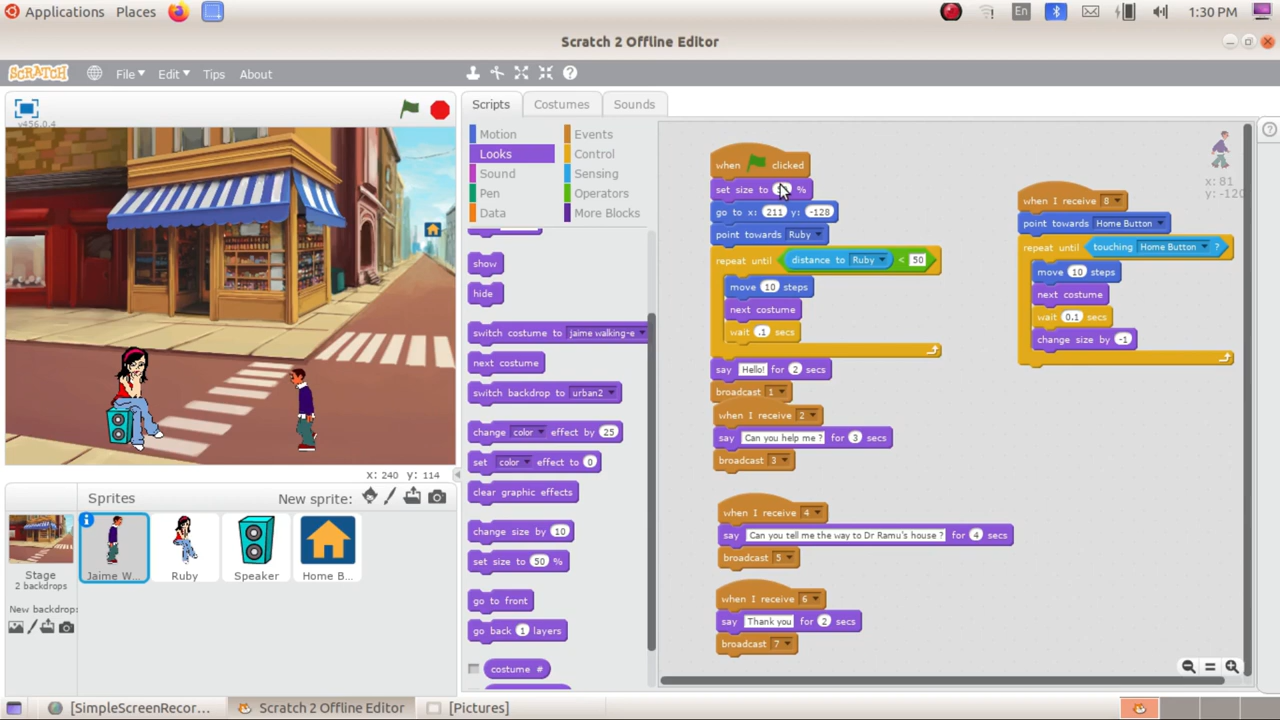 Applications Places En 1:30 PM
Scratch 2 Offline Editor
SCRATCH File Edit Tips About
v456.0.4
x: 240 y: 114
Sprites New sprite:
Stage
2 backdrops
New backdrop:
Jaime W... Ruby Speaker Home B...
Scripts Costumes Sounds
Motion Events
Looks Control
Sound Sensing
Pen Operators
Data More Blocks
show
hide
switch costume to jaime walking-e
next costume
switch backdrop to urban2
change color effect by 25
set color effect to 0
clear graphic effects
change size by 10
set size to 50 %
go to front
go back 1 layers
costume #
when clicked
set size to %
go to x: 211 y: -128
point towards Ruby
repeat until distance to Ruby < 50
move 10 steps
next costume
wait .1 secs
say Hello! for 2 secs
broadcast 1
when I receive 2
say Can you help me ? for 3 secs
broadcast 3
when I receive 4
say Can you tell me the way to Dr Ramu's house ? for 4 secs
broadcast 5
when I receive 6
say Thank you for 2 secs
broadcast 7
x: 81
y: -120
when I receive 8
point towards Home Button
repeat until touching Home Button ?
move 10 steps
next costume
wait 0.1 secs
change size by -1
[SimpleScreenRecor... Scratch 2 Offline Editor [Pictures]